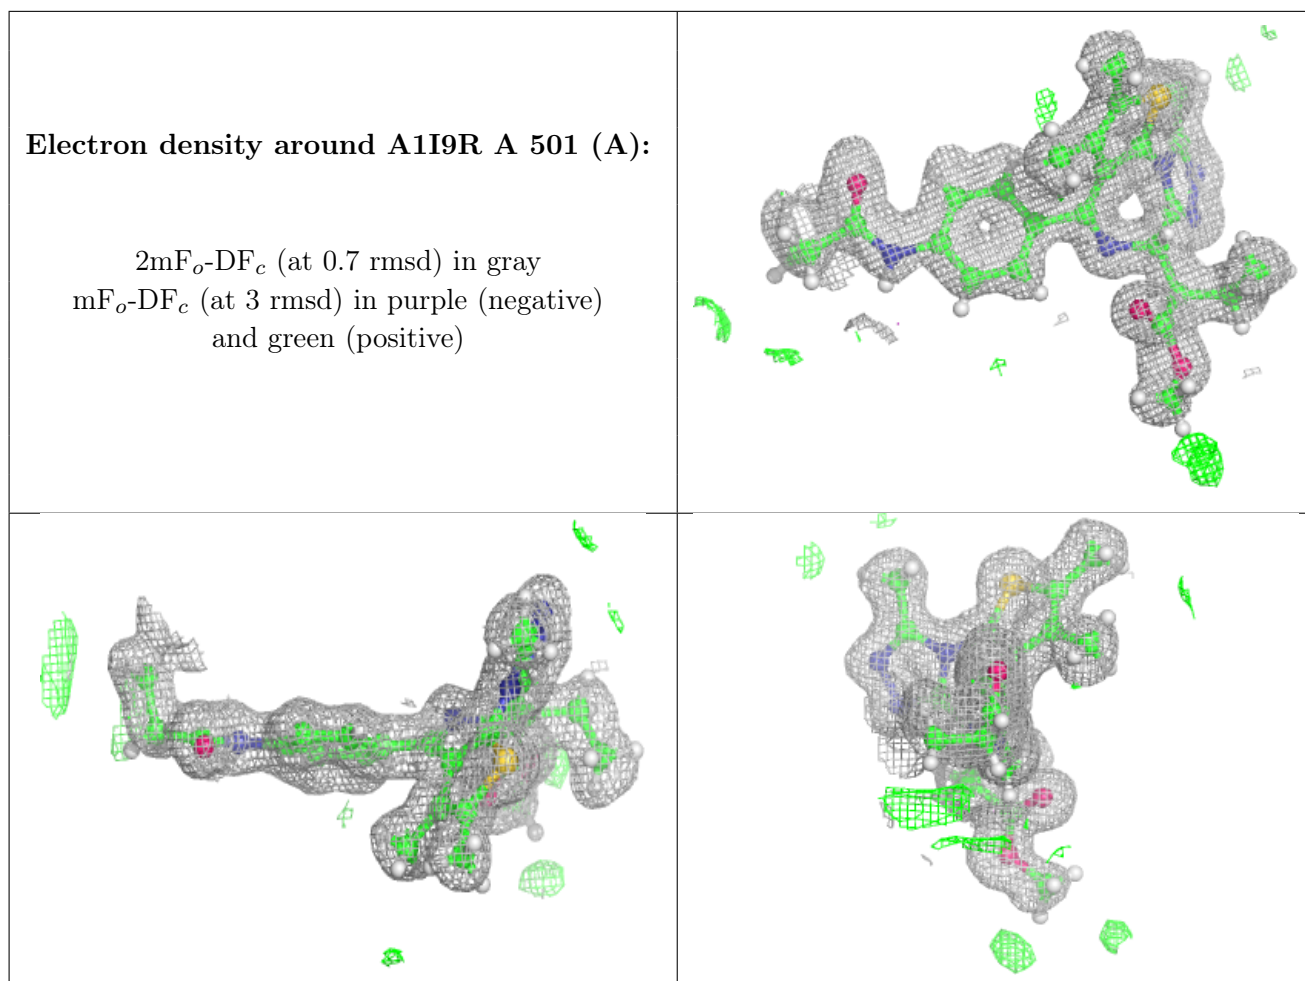 Electron density around A1I9R A 501 (A):
2mFo-DFc (at 0.7 rmsd) in gray
mFo-DFc (at 3 rmsd) in purple (negative)
and green (positive)